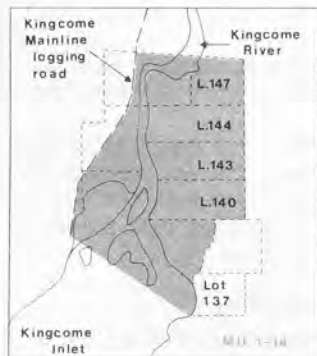 Kingcome
Mainline
logging
road
Kingcome
River
L.147
L.144
L.143
L.140
Lot
137
Kingcome
Inlet